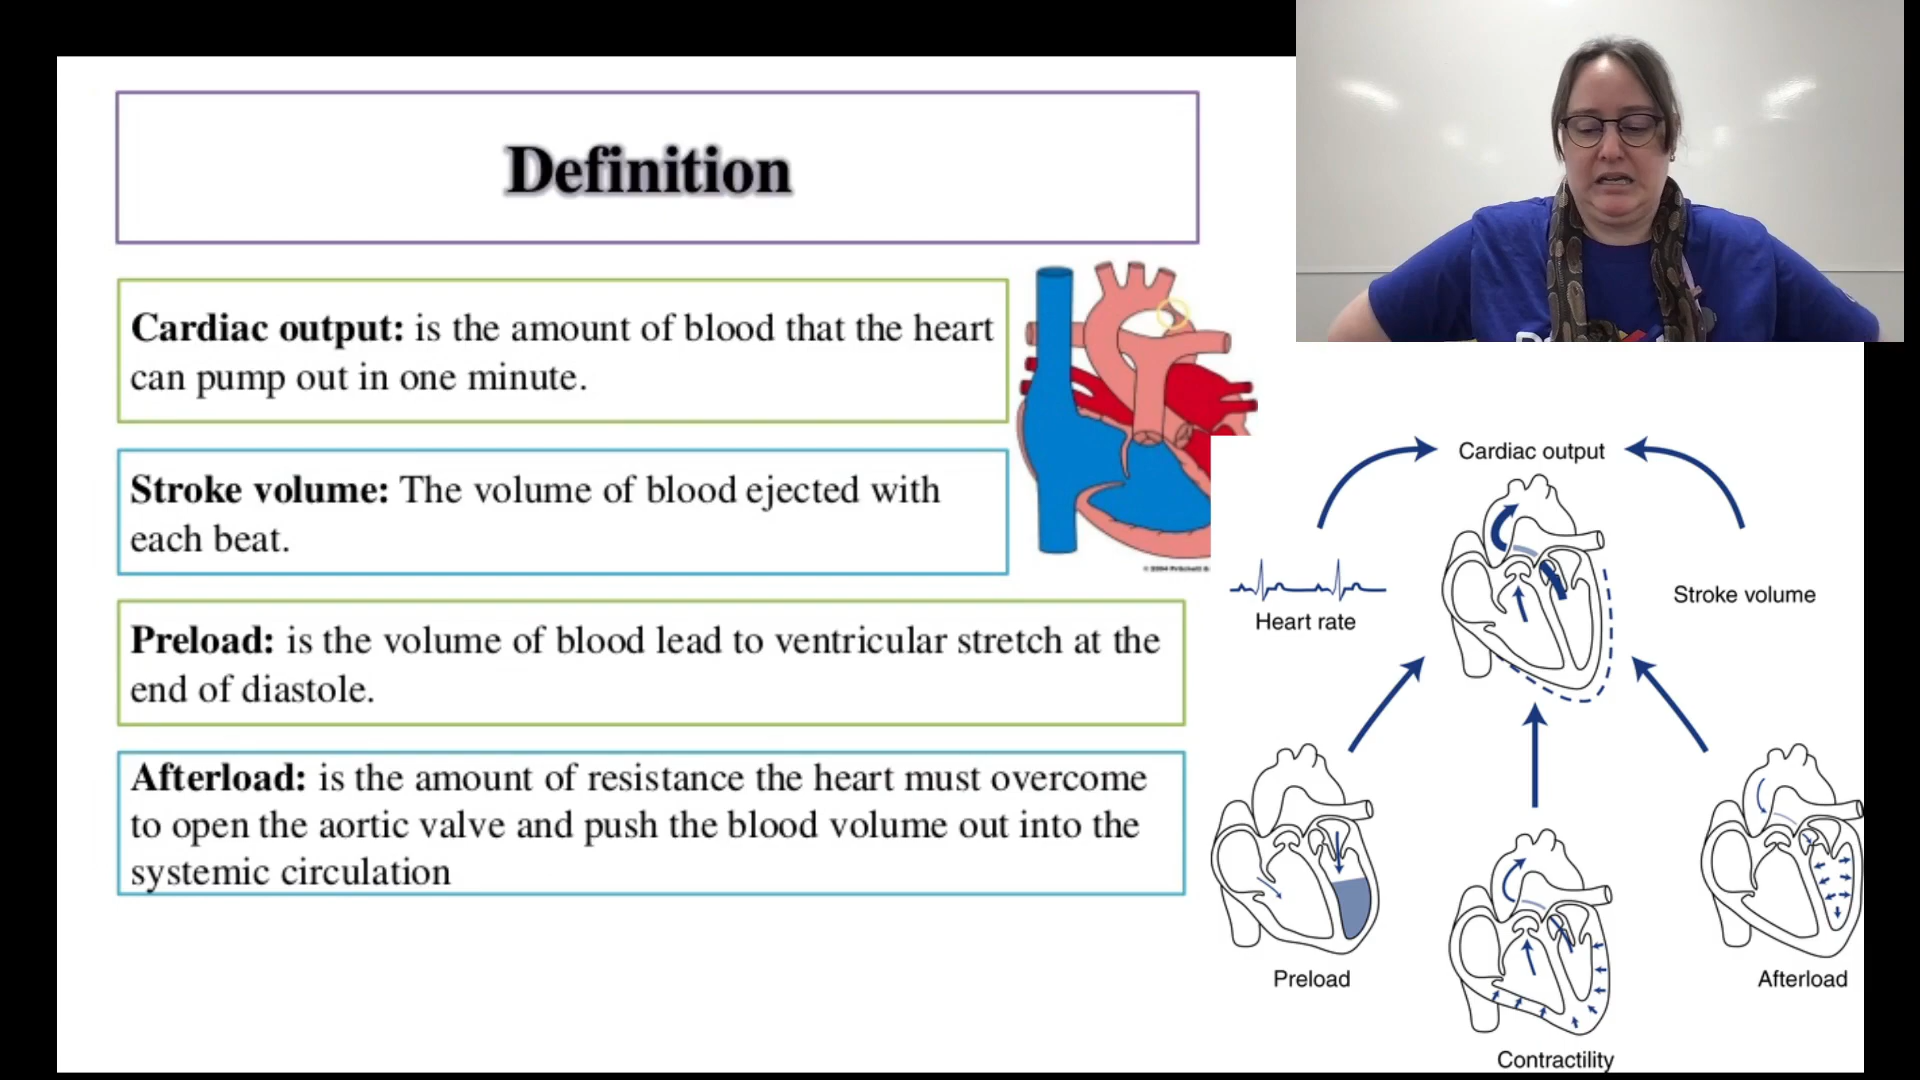 Definition
Cardiac output: is the amount of blood that the heart
can pump out in one minute.
Stroke volume: The volume of blood ejected with
each beat.
Preload: is the volume of blood lead to ventricular stretch at the
end of diastole.
Afterload: is the amount of resistance the heart must overcome
to open the aortic valve and push the blood volume out into the
systemic circulation
Cardiac output
Heart rate
Stroke volume
Preload
Afterload
Contractility